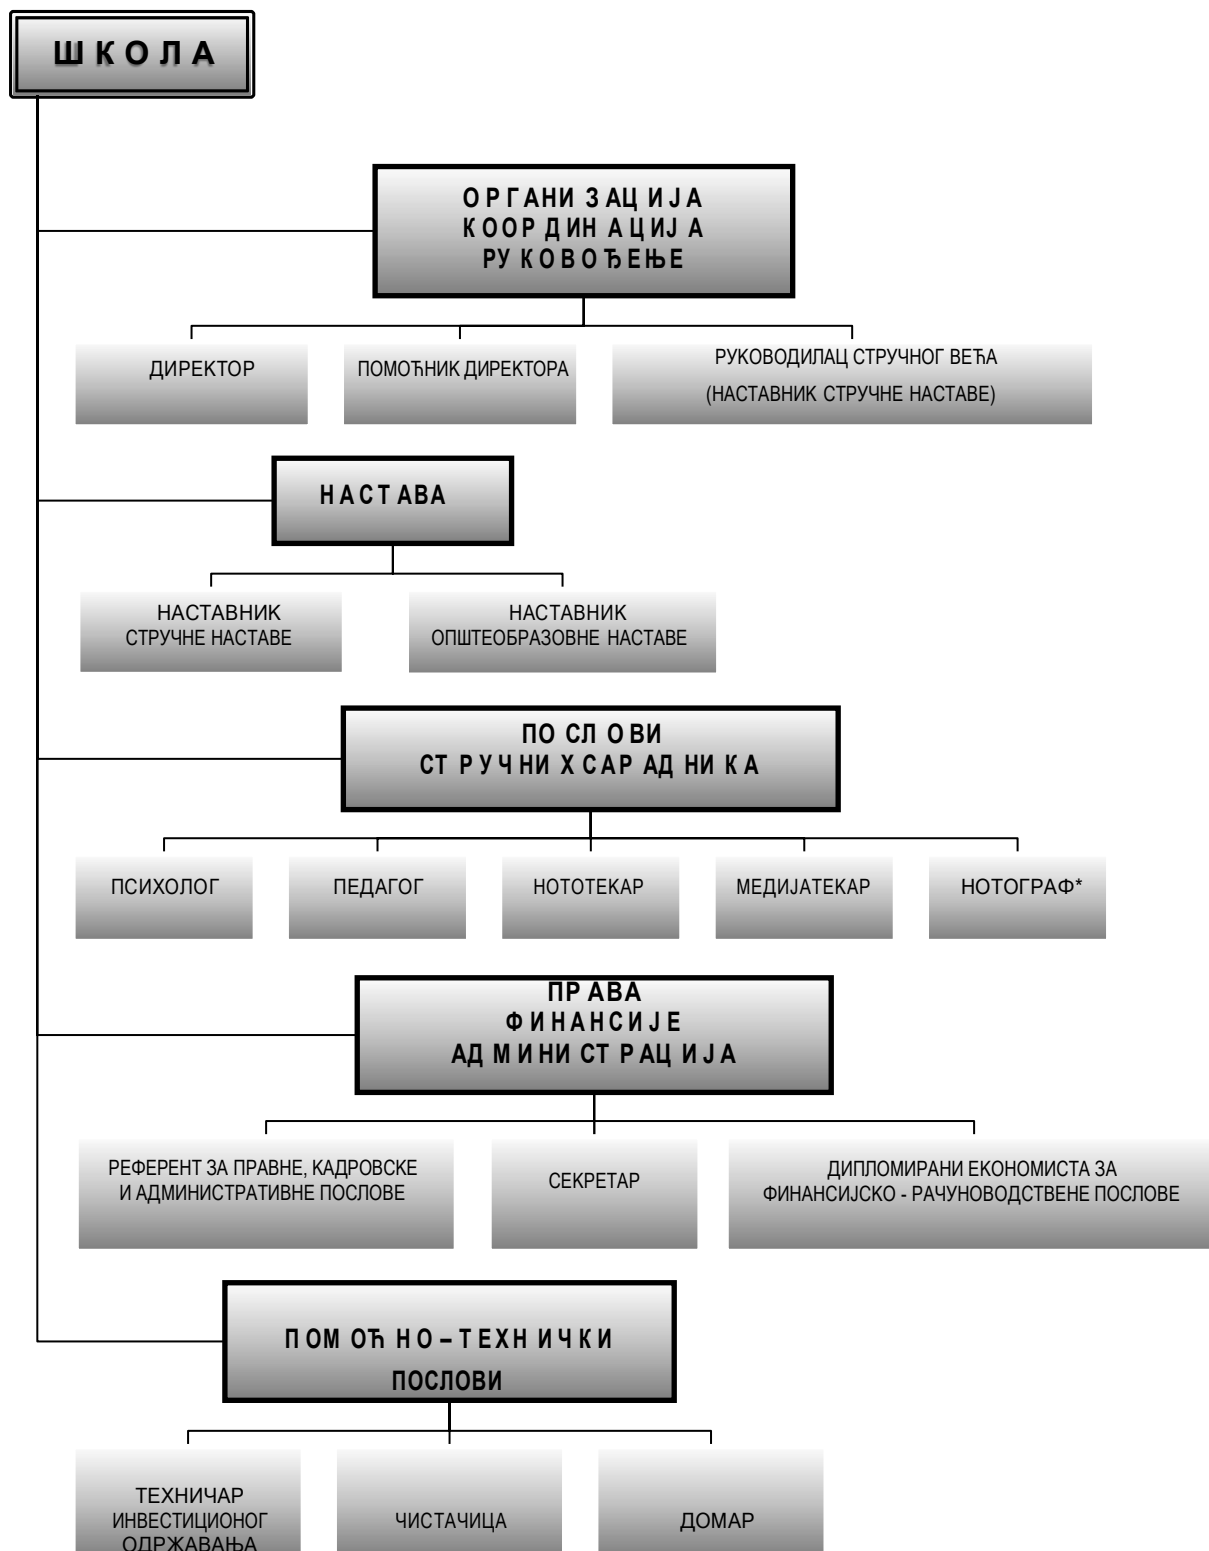 ШКОЛА
ОРГАНИЗАЦИЈА
КООРДИНАЦИЈА
РУКОВОЂЕЊЕ
ДИРЕКТОР
ПОМОЋНИК ДИРЕКТОРА
РУКОВОДИЛАЦ СТРУЧНОГ ВЕЋА
(НАСТАВНИК СТРУЧНЕ НАСТАВЕ)
НАСТАВА
НАСТАВНИК
СТРУЧНЕ НАСТАВЕ
НАСТАВНИК
ОПШТЕОБРАЗОВНЕ НАСТАВЕ
ПОСЛОВИ
СТРУЧНИХ САРАДНИКА
ПСИХОЛОГ
ПЕДАГОГ
НОТОТЕКАР
МЕДИЈАТЕКАР
НОТОГРАФ*
ПРАВА
ФИНАНСИЈЕ
АДМИНИСТРАЦИЈА
РЕФЕРЕНТ ЗА ПРАВНЕ, КАДРОВСКЕ
И АДМИНИСТРАТИВНЕ ПОСЛОВЕ
СЕКРЕТАР
ДИПЛОМИРАНИ ЕКОНОМИСТА ЗА
ФИНАНСИЈСКО - РАЧУНОВОДСТВЕНЕ ПОСЛОВЕ
ПОМОЋНО – ТЕХНИЧКИ
ПОСЛОВИ
ТЕХНИЧАР
ИНВЕСТИЦИОНОГ
ОДРЖАВАЊА
ЧИСТАЧИЦА
ДОМАР